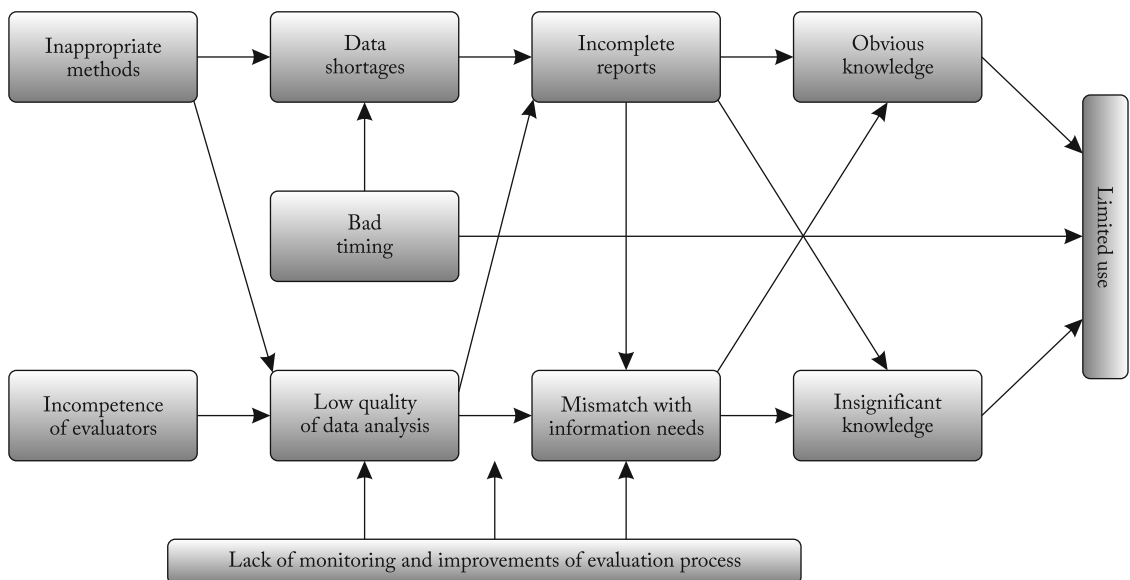 Inappropriate
methods
Data
shortages
Incomplete
reports
Obvious
knowledge
Bad
timing
Limited use
Incompetence
of evaluators
Low quality
of data analysis
Mismatch with
information needs
Insignificant
knowledge
Lack of monitoring and improvements of evaluation process